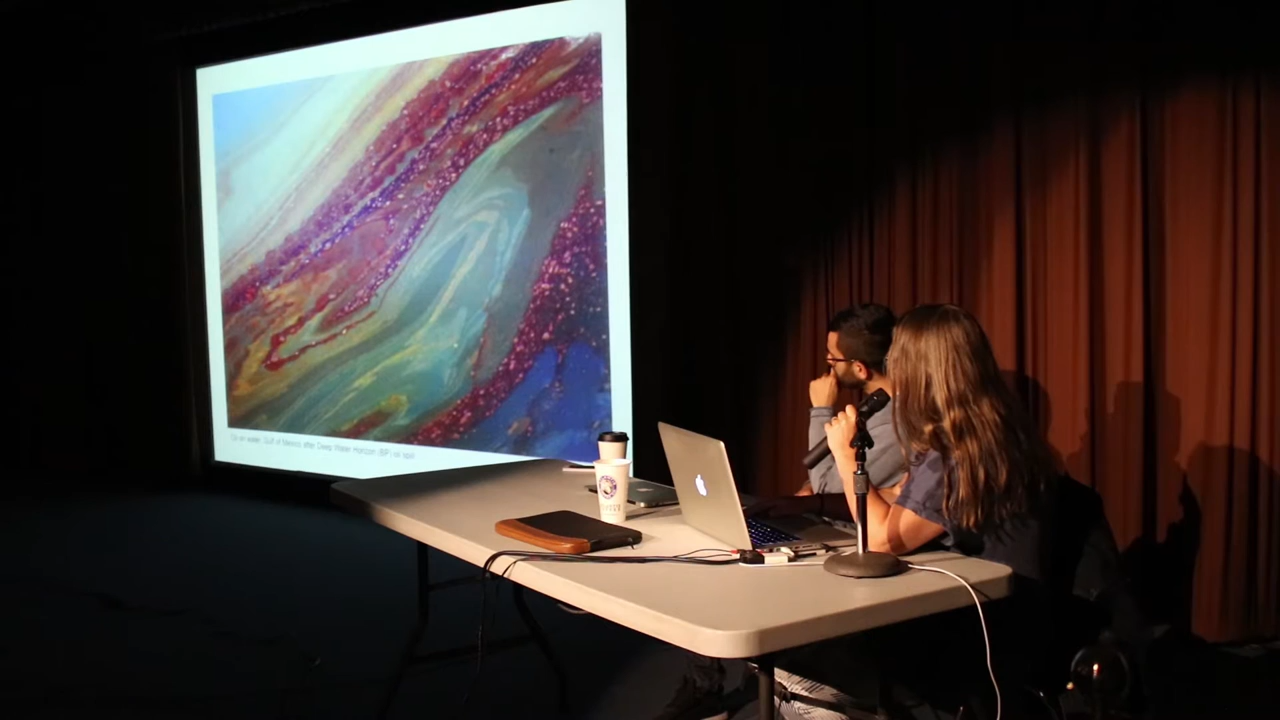 Oil on water, Gulf of Mexico after Deep Water Horizon (BP) oil spill